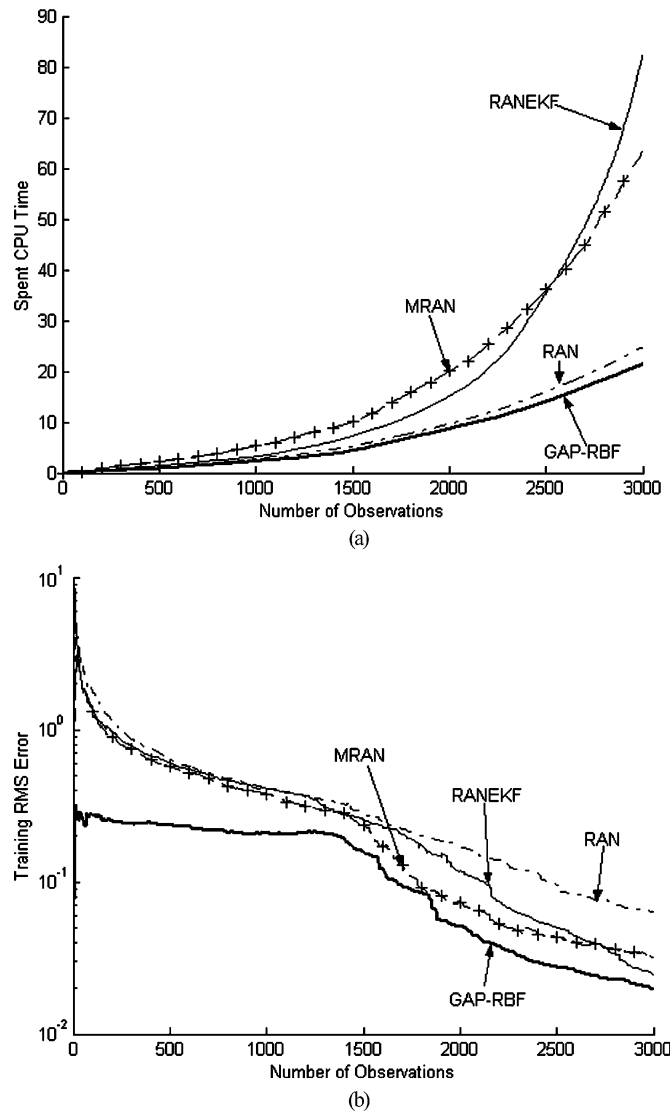 90
80
70
60
50
40
30
20
10
0
Spent CPU Time
RANEKF
MRAN
RAN
GAP-RBF
0 500 1000 1500 2000 2500 3000
Number of Observations
(a)
10^1
10^0
10^-1
10^-2
Training RMS Error
MRAN
RANEKF
RAN
GAP-RBF
0 500 1000 1500 2000 2500 3000
Number of Observations
(b)